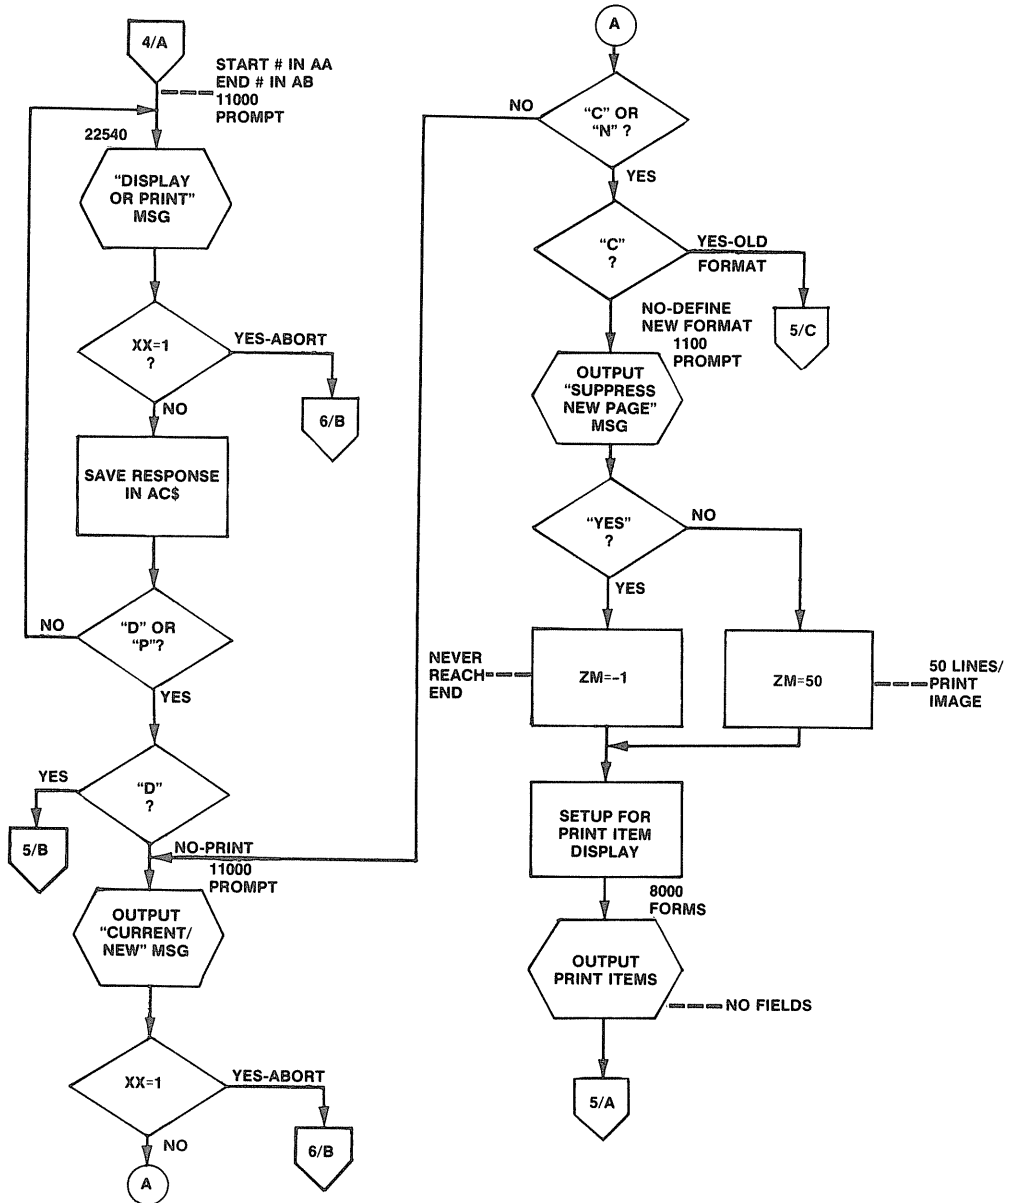 4/A
START # IN AA
END # IN AB
11000
PROMPT
22540
“DISPLAY
OR PRINT”
MSG
XX=1
?
YES-ABORT
6/B
NO
SAVE RESPONSE
IN AC$
“D” OR
“P”?
NO
YES
“D”
?
YES
5/B
NO-PRINT
11000
PROMPT
OUTPUT
“CURRENT/
NEW” MSG
XX=1
YES-ABORT
6/B
NO
A
A
“C” OR
“N” ?
NO
YES
“C”
?
YES-OLD
FORMAT
5/C
NO-DEFINE
NEW FORMAT
1100
PROMPT
OUTPUT
“SUPPRESS
NEW PAGE”
MSG
“YES”
?
NO
YES
NEVER
REACH
END
ZM=-1
ZM=50
50 LINES/
PRINT
IMAGE
SETUP FOR
PRINT ITEM
DISPLAY
8000
FORMS
OUTPUT
PRINT ITEMS
NO FIELDS
5/A